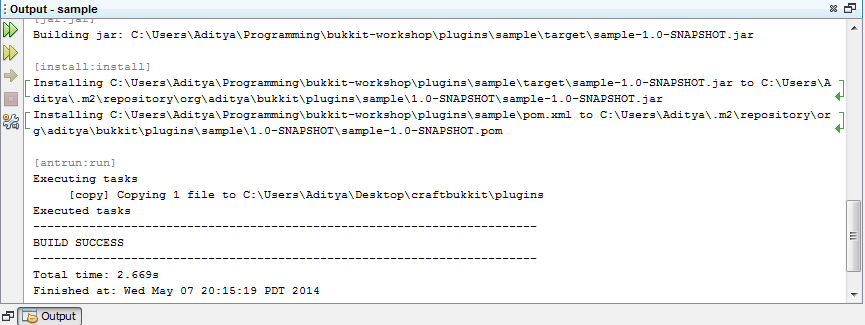 Output - sample
[jar:jar]
Building jar: C:\Users\Aditya\Programming\bukkit-workshop\plugins\sample\target\sample-1.0-SNAPSHOT.jar
[install:install]
Installing C:\Users\Aditya\Programming\bukkit-workshop\plugins\sample\target\sample-1.0-SNAPSHOT.jar to C:\Users\A
ditya\.m2\repository\org\aditya\bukkit\plugins\sample\1.0-SNAPSHOT\sample-1.0-SNAPSHOT.jar
Installing C:\Users\Aditya\Programming\bukkit-workshop\plugins\sample\pom.xml to C:\Users\Aditya\.m2\repository\or
g\aditya\bukkit\plugins\sample\1.0-SNAPSHOT\sample-1.0-SNAPSHOT.pom
[antrun:run]
Executing tasks
[copy] Copying 1 file to C:\Users\Aditya\Desktop\craftbukkit\plugins
Executed tasks
------------------------------------------------------------------------
BUILD SUCCESS
------------------------------------------------------------------------
Total time: 2.669s
Finished at: Wed May 07 20:15:19 PDT 2014
Output